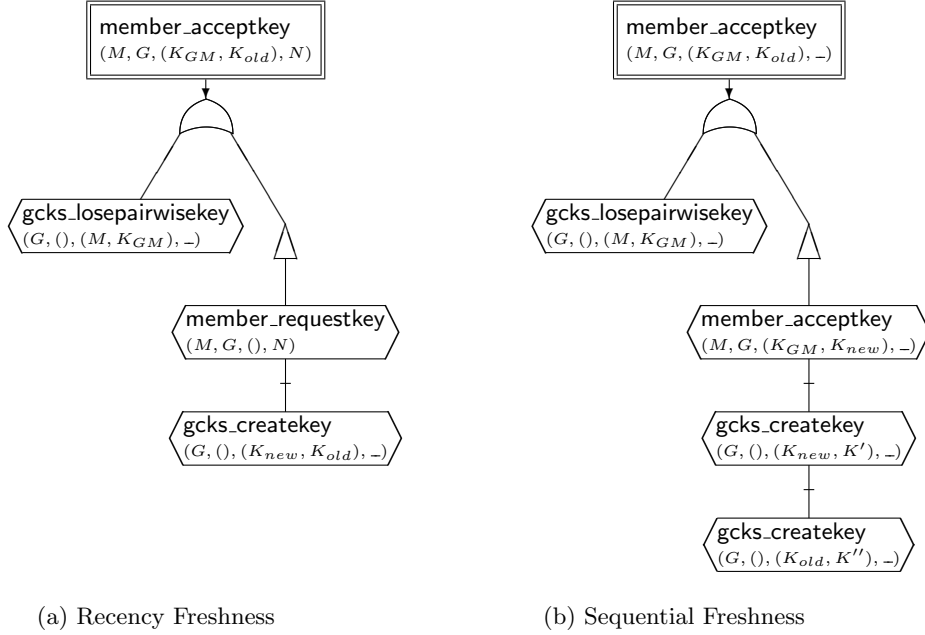 member_acceptkey
(M, G, (K_GM, K_old), N)
gcks_losepairwisekey
(G, (), (M, K_GM), _)
member_requestkey
(M, G, (), N)
gcks_createkey
(G, (), (K_new, K_old), _)
(a) Recency Freshness
member_acceptkey
(M, G, (K_GM, K_old), _)
gcks_losepairwisekey
(G, (), (M, K_GM), _)
member_acceptkey
(M, G, (K_GM, K_new), _)
gcks_createkey
(G, (), (K_new, K′), _)
gcks_createkey
(G, (), (K_old, K′′), _)
(b) Sequential Freshness